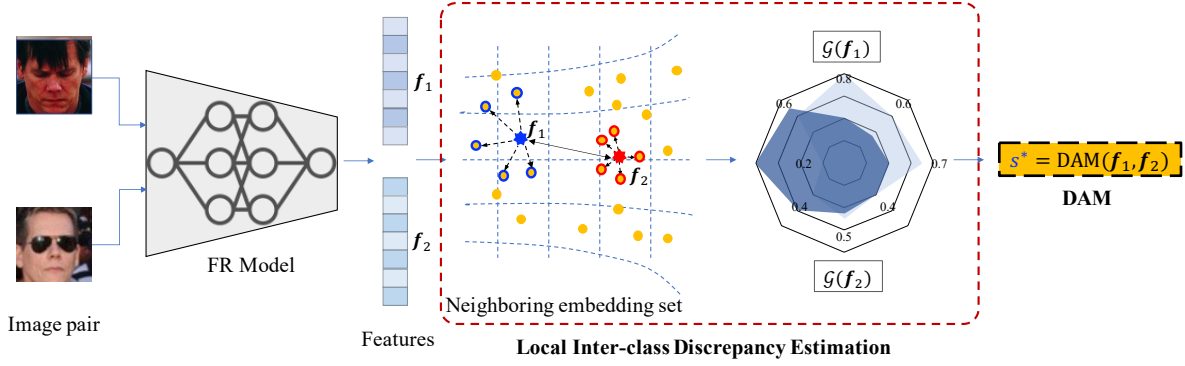 Image pair
FR Model
𝒇₁
𝒇₂
Features
𝒇₁
𝒇₂
Neighboring embedding set
𝒢(𝒇₁)
0.8
0.6
0.6
0.2
0.7
0.4
0.4
0.5
𝒢(𝒇₂)
Local Inter-class Discrepancy Estimation
s* = DAM(𝒇₁,𝒇₂)
DAM